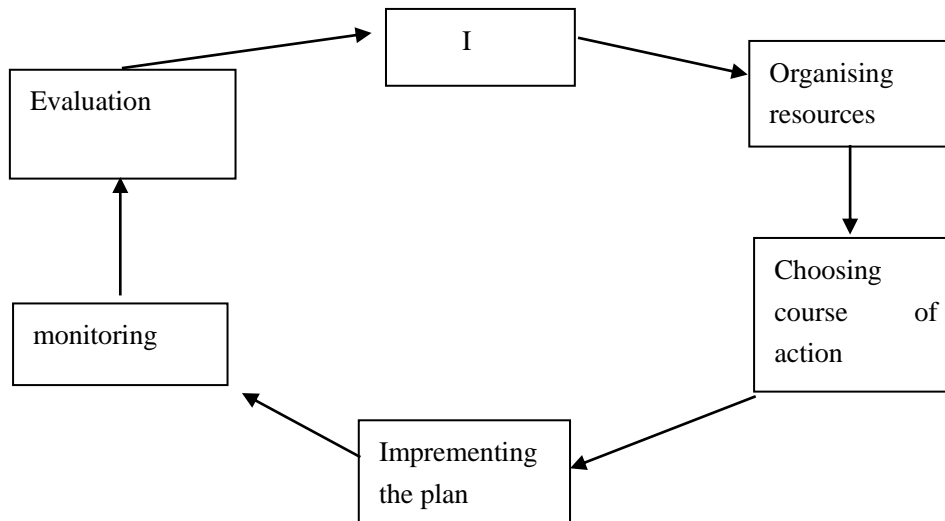 I
Organising
resources
Choosing
course of
action
Imprementing
the plan
monitoring
Evaluation